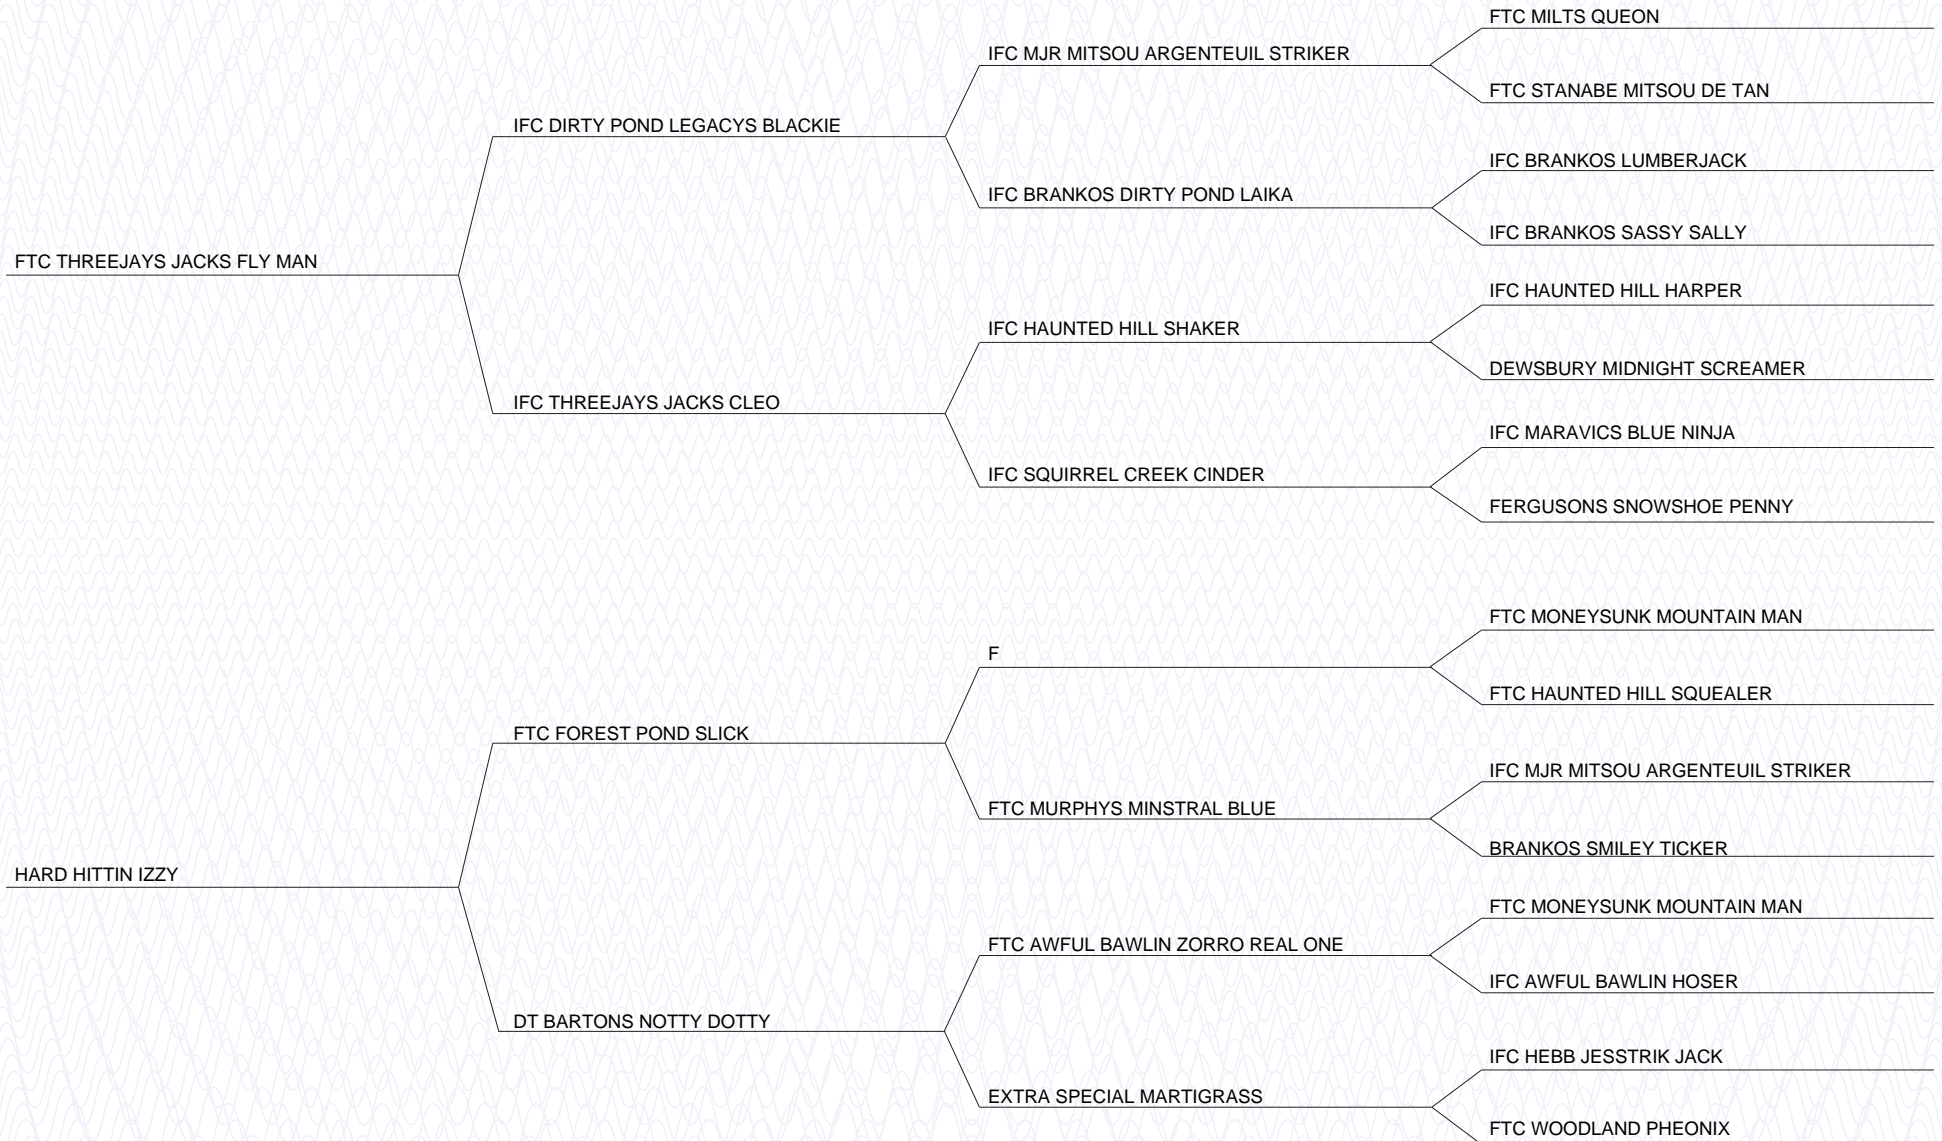 FTC MILTS QUEON
IFC MJR MITSOU ARGENTEUIL STRIKER
FTC STANABE MITSOU DE TAN
IFC DIRTY POND LEGACYS BLACKIE
IFC BRANKOS LUMBERJACK
IFC BRANKOS DIRTY POND LAIKA
IFC BRANKOS SASSY SALLY
FTC THREEJAYS JACKS FLY MAN
IFC HAUNTED HILL HARPER
IFC HAUNTED HILL SHAKER
DEWSBURY MIDNIGHT SCREAMER
IFC THREEJAYS JACKS CLEO
IFC MARAVICS BLUE NINJA
IFC SQUIRREL CREEK CINDER
FERGUSONS SNOWSHOE PENNY
FTC MONEYSUNK MOUNTAIN MAN
F
FTC HAUNTED HILL SQUEALER
FTC FOREST POND SLICK
IFC MJR MITSOU ARGENTEUIL STRIKER
FTC MURPHYS MINSTRAL BLUE
BRANKOS SMILEY TICKER
HARD HITTIN IZZY
FTC MONEYSUNK MOUNTAIN MAN
FTC AWFUL BAWLIN ZORRO REAL ONE
IFC AWFUL BAWLIN HOSER
DT BARTONS NOTTY DOTTY
IFC HEBB JESSTRIK JACK
EXTRA SPECIAL MARTIGRASS
FTC WOODLAND PHEONIX